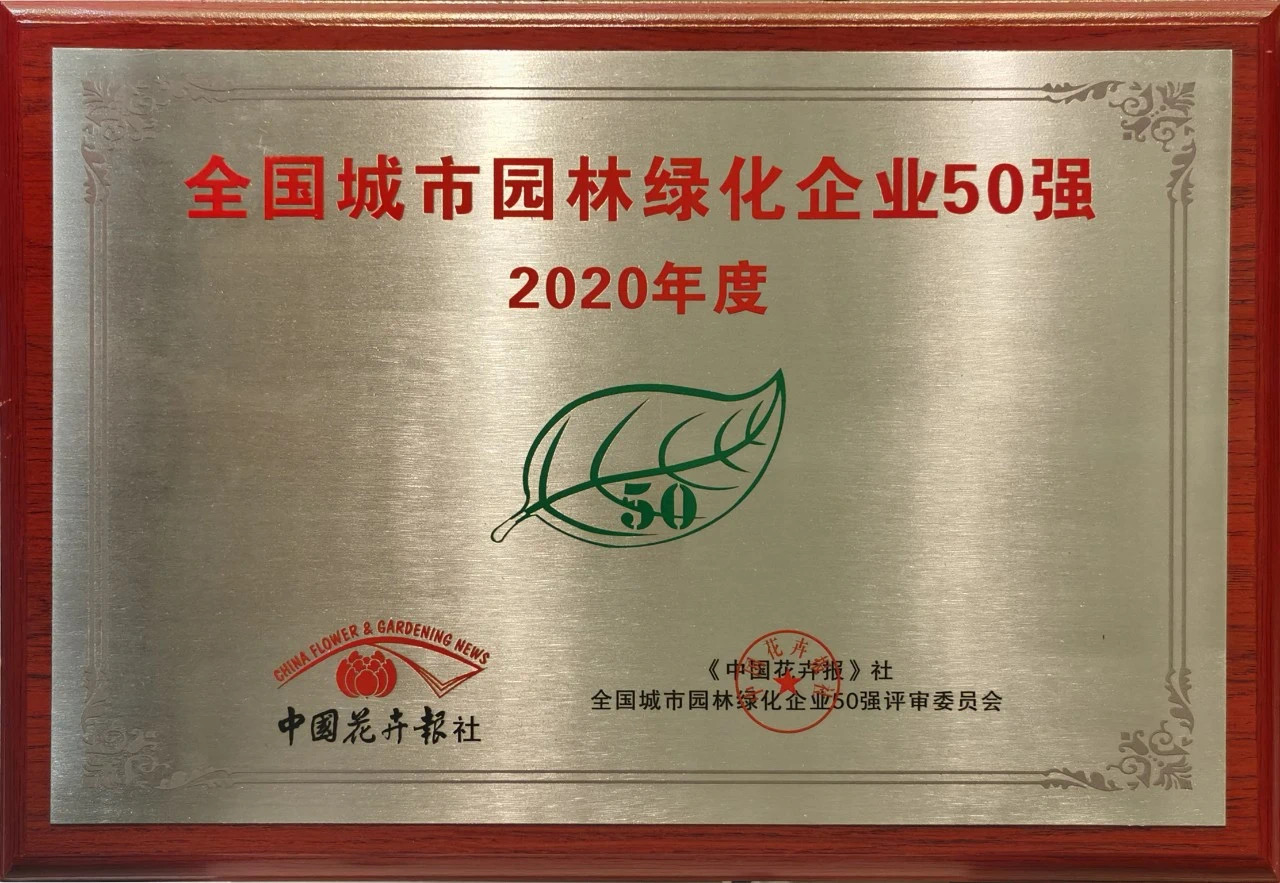 全国城市园林绿化企业50强
2020年度
50
CHINA FLOWER & GARDENING NEWS
中國花卉報社
《中国花卉报》社
全国城市园林绿化企业50强评审委员会